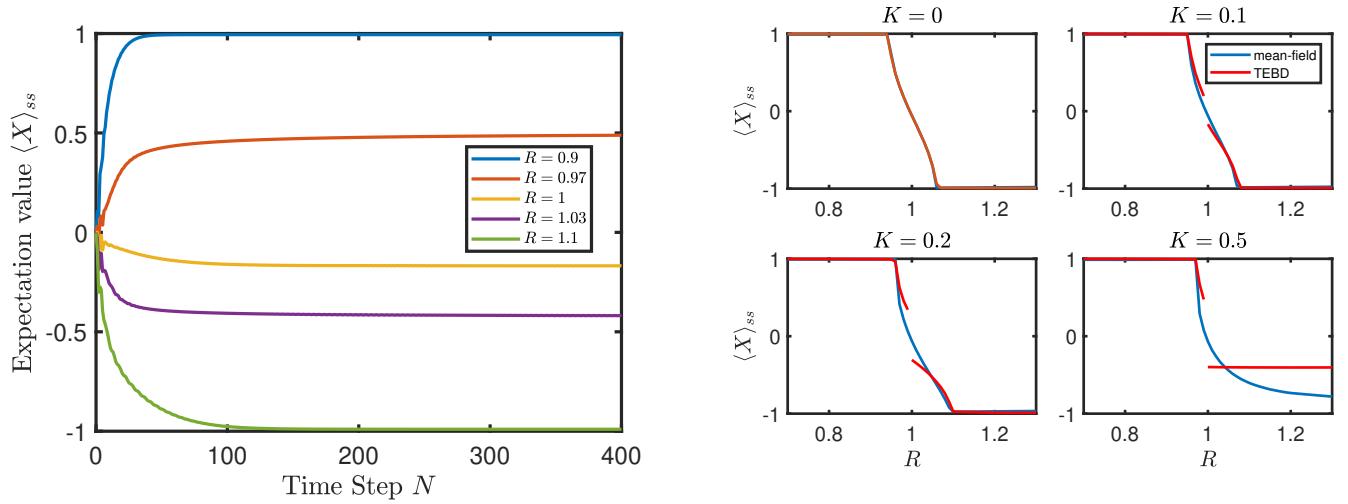 Expectation value ⟨X⟩ss
1
0.5
0
-0.5
-1
R = 0.9
R = 0.97
R = 1
R = 1.03
R = 1.1
0 100 200 300 400
Time Step N
K = 0
⟨X⟩ss
1
0
-1
0.8 1 1.2
K = 0.1
1
0
-1
mean-field
TEBD
0.8 1 1.2
K = 0.2
⟨X⟩ss
1
0
-1
0.8 1 1.2
R
K = 0.5
1
0
-1
0.8 1 1.2
R